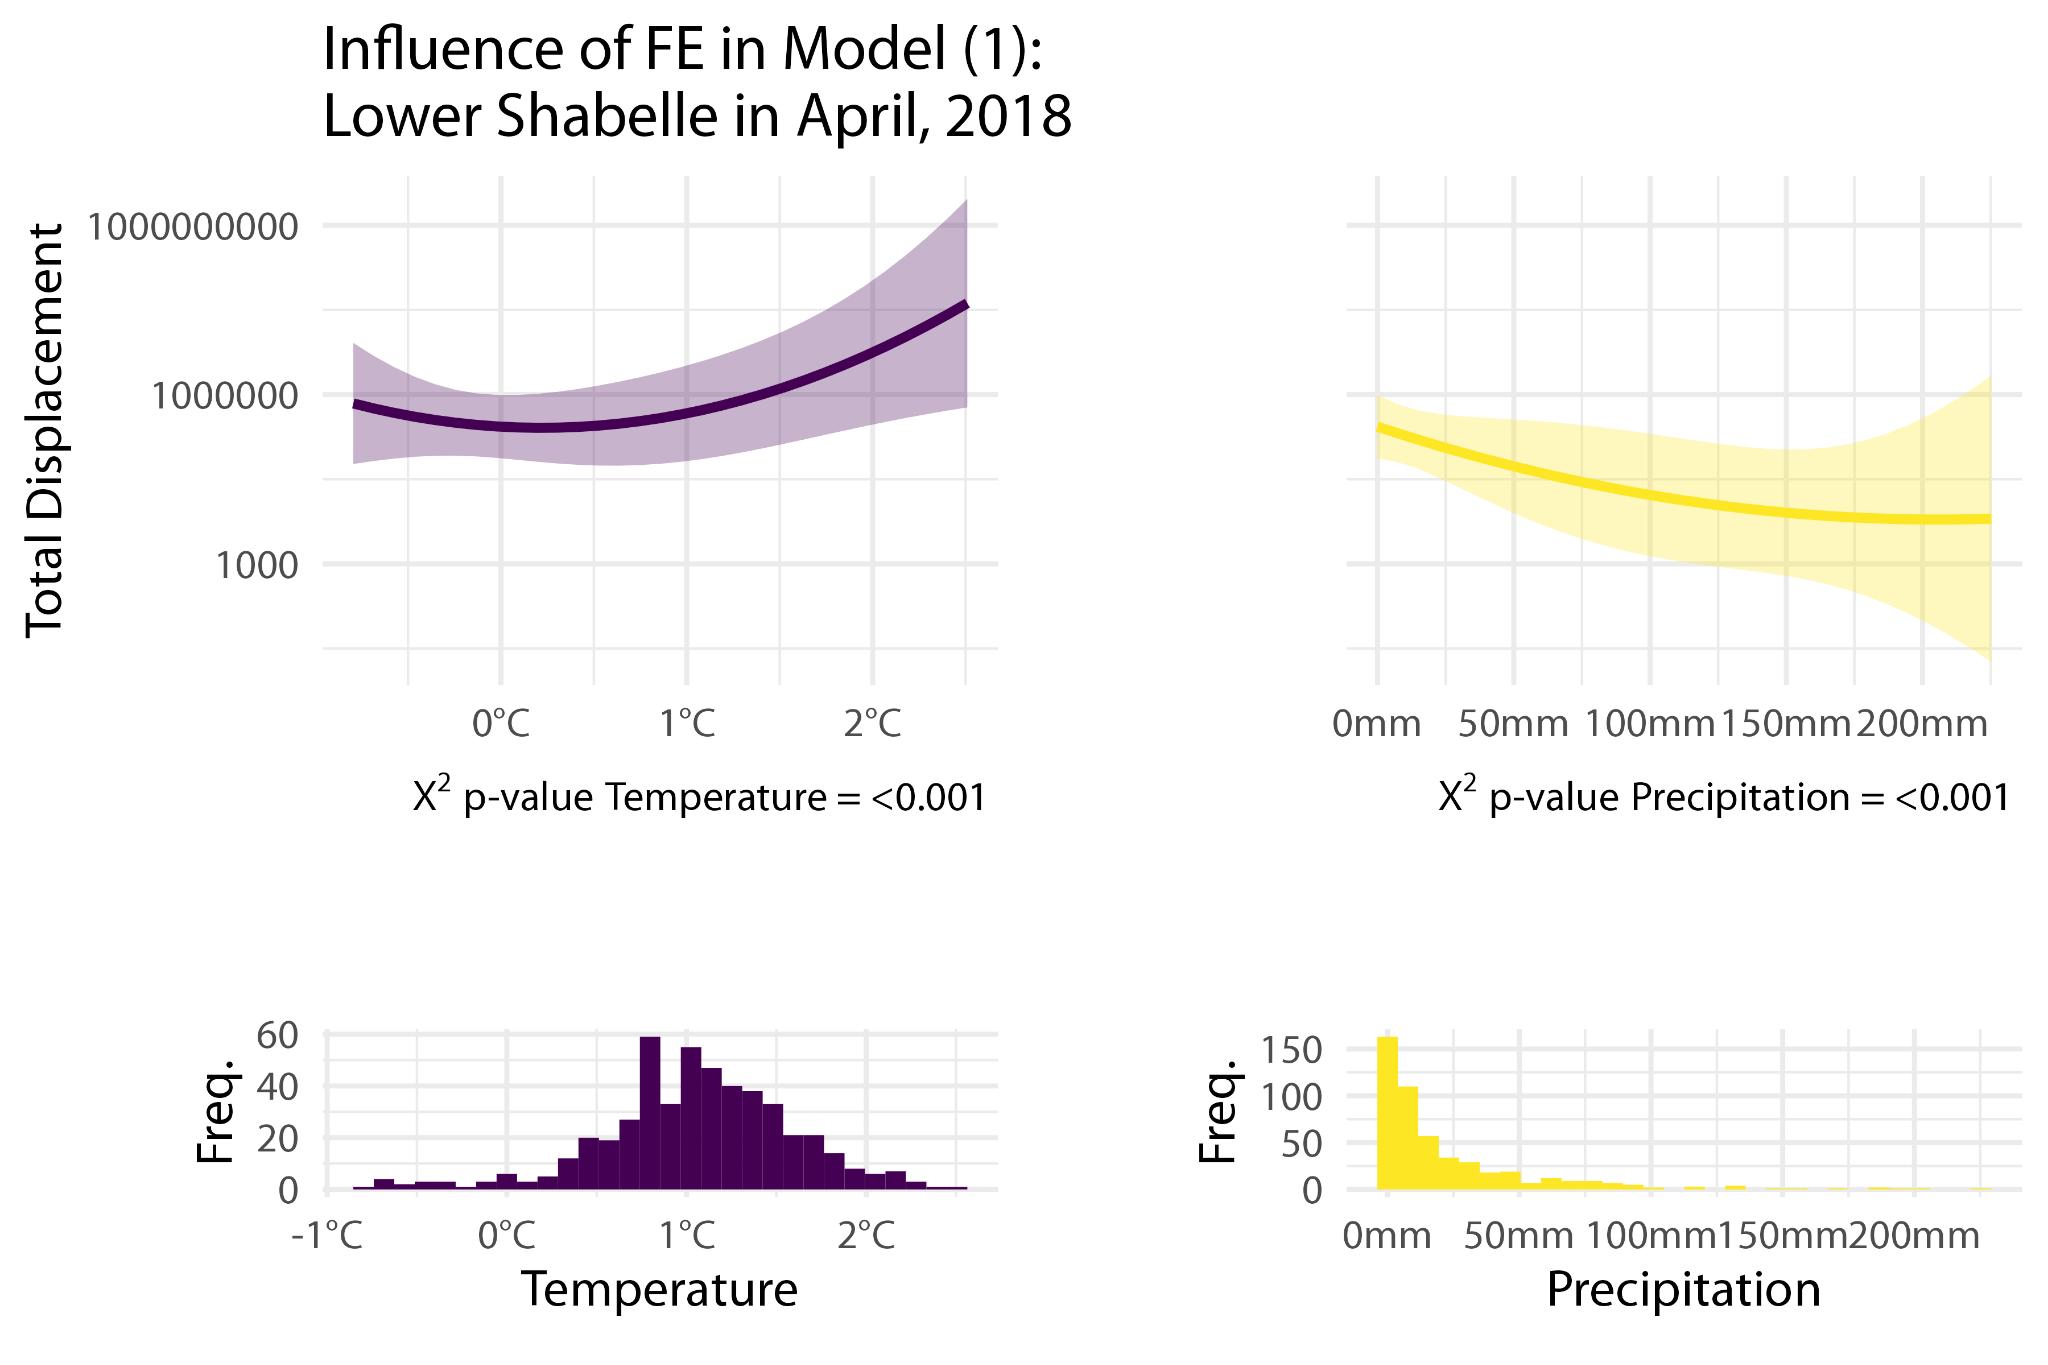 Influence of FE in Model (1):
Lower Shabelle in April, 2018
Total Displacement
1000000000
1000000
1000
0°C 1°C 2°C
X² p-value Temperature = <0.001
0mm 50mm 100mm 150mm 200mm
X² p-value Precipitation = <0.001
Freq.
60
40
20
0
-1°C 0°C 1°C 2°C
Temperature
Freq.
150
100
50
0
0mm 50mm 100mm 150mm 200mm
Precipitation